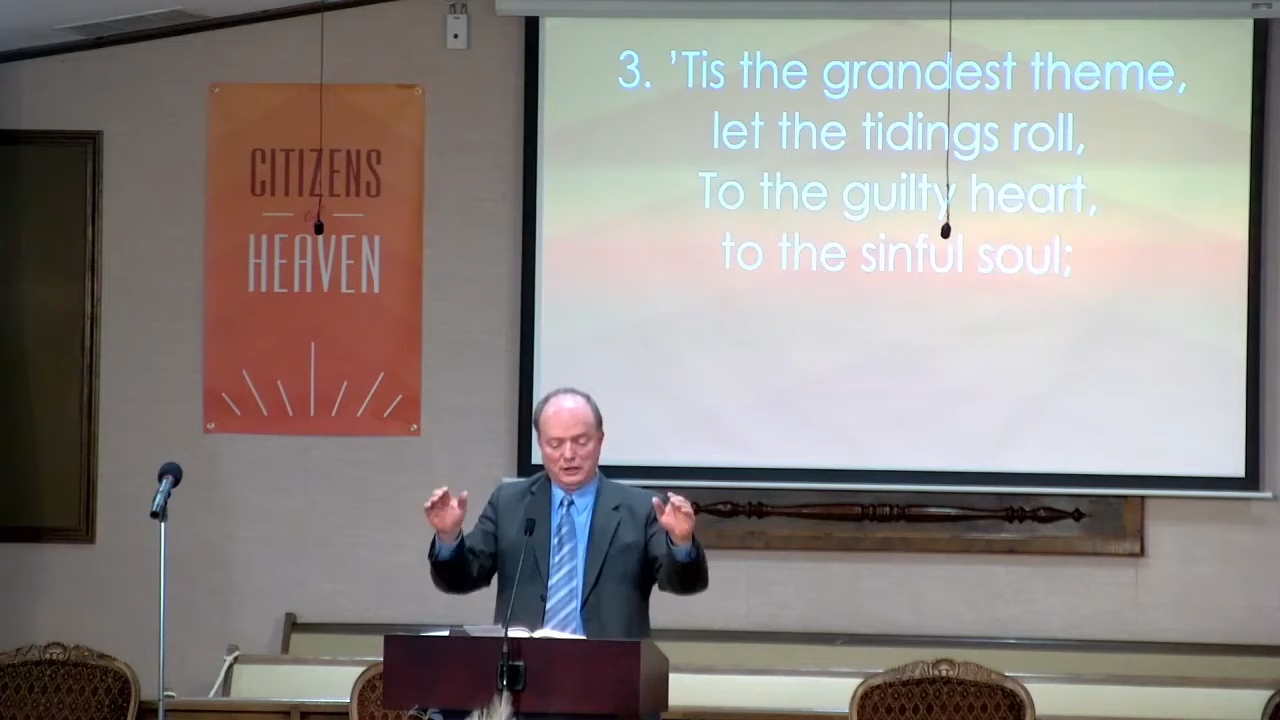 CITIZENS
of
HEAVEN
3. ’Tis the grandest theme,
let the tidings roll,
To the guilty heart,
to the sinful soul;